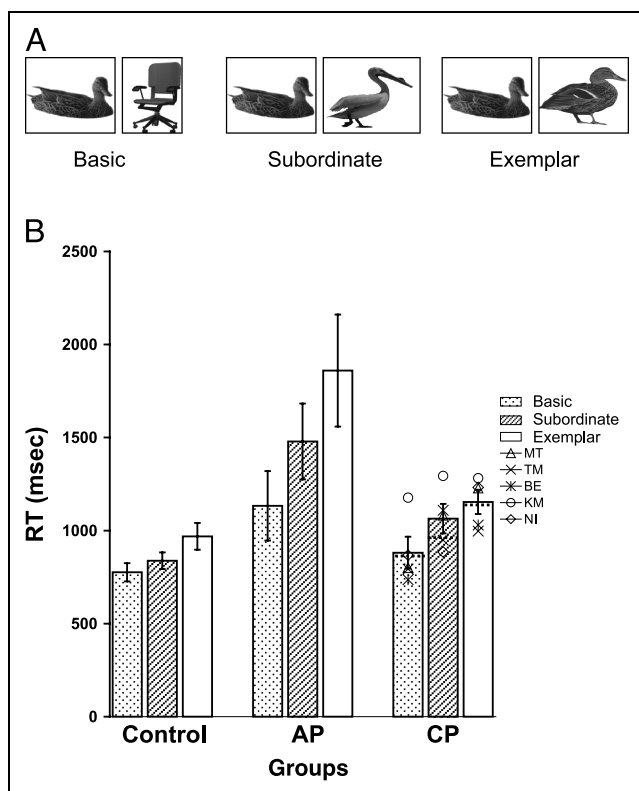 A
Basic Subordinate Exemplar
B
2500
2000
1500
1000
500
0
RT (msec)
Basic
Subordinate
Exemplar
MT
TM
BE
KM
NI
Control AP CP
Groups